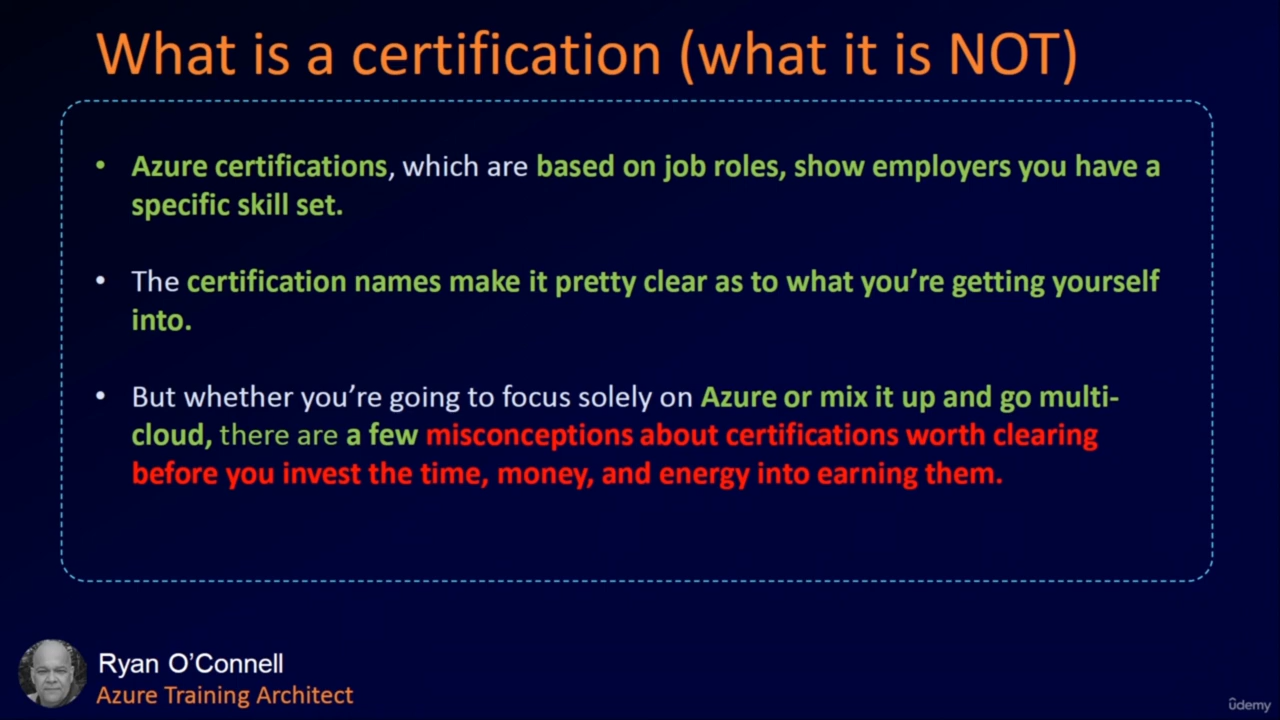 What is a certification (what it is NOT)
• Azure certifications, which are based on job roles, show employers you have a
specific skill set.
• The certification names make it pretty clear as to what you’re getting yourself
into.
• But whether you’re going to focus solely on Azure or mix it up and go multi-
cloud, there are a few misconceptions about certifications worth clearing
before you invest the time, money, and energy into earning them.
Ryan O’Connell
Azure Training Architect
ûdemy